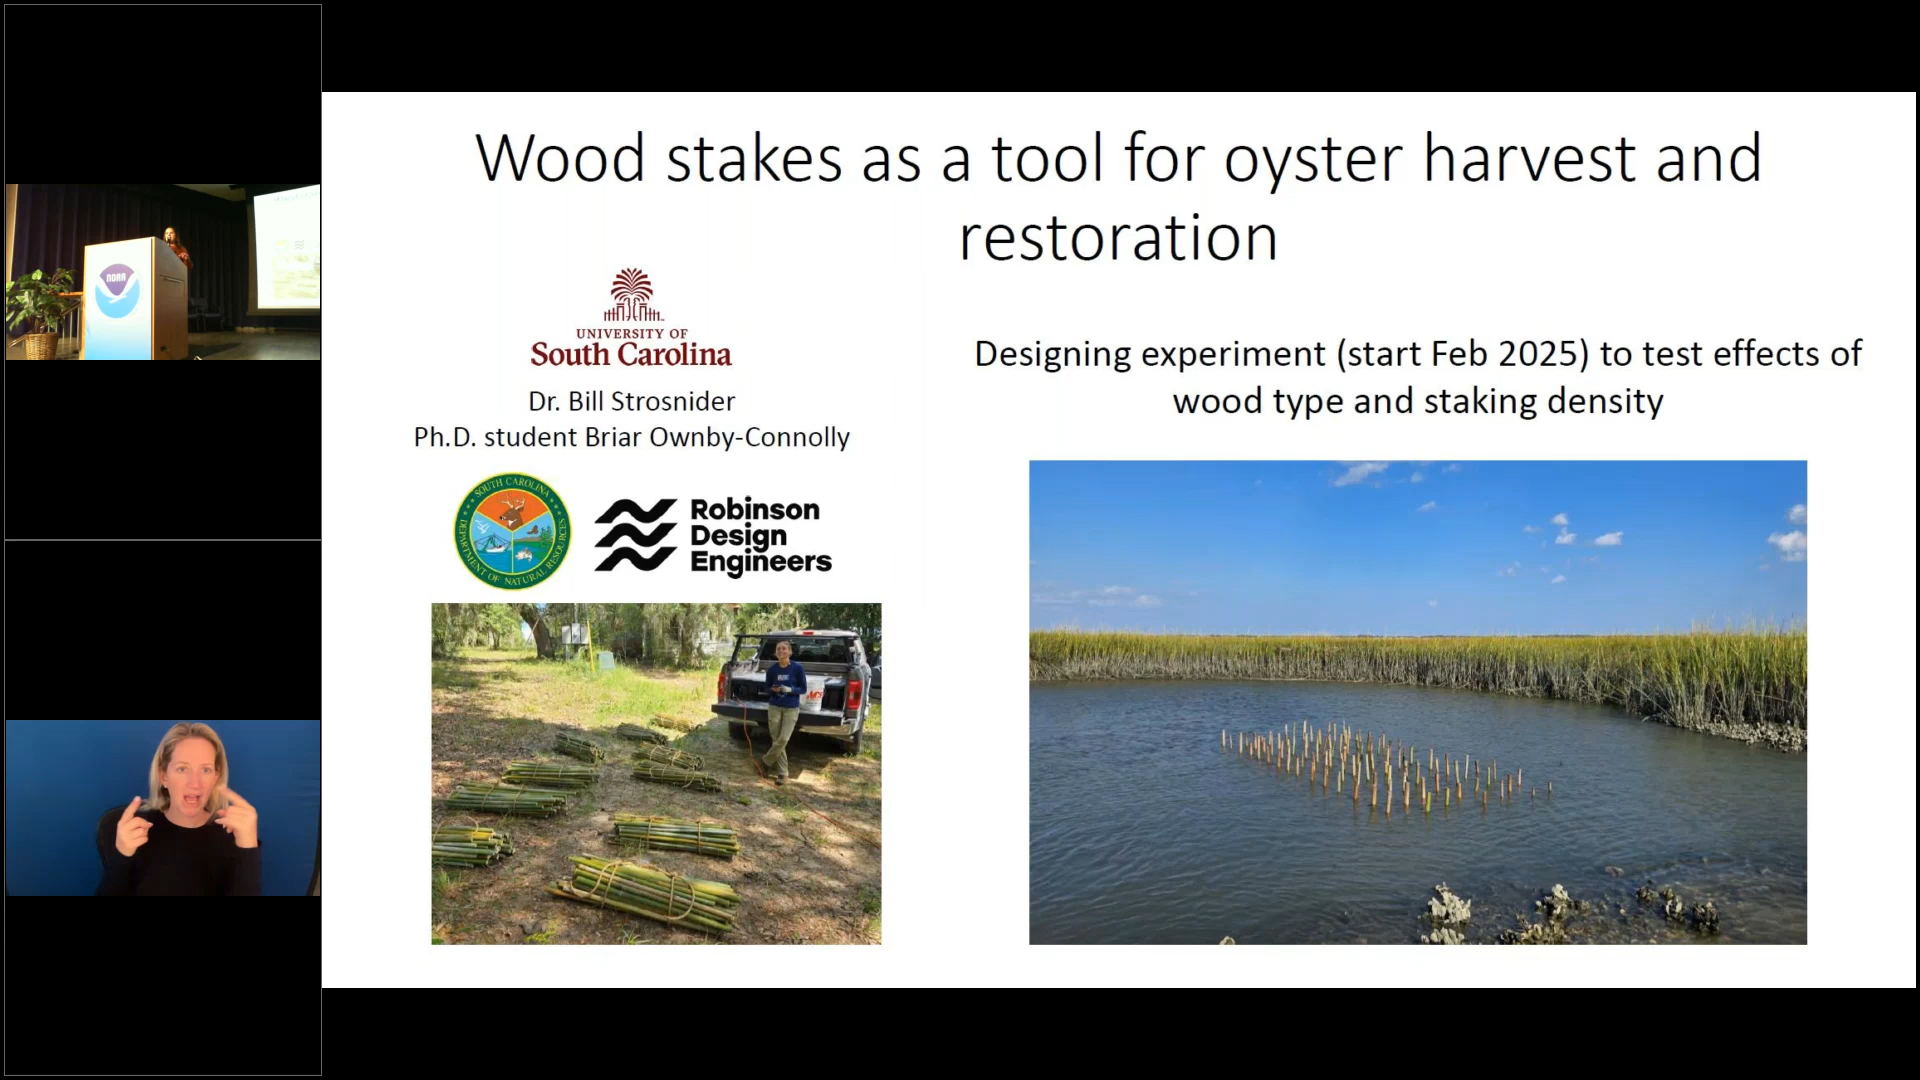 Wood stakes as a tool for oyster harvest and
restoration
UNIVERSITY OF
South Carolina
Dr. Bill Strosnider
Ph.D. student Briar Ownby-Connolly
Designing experiment (start Feb 2025) to test effects of
wood type and staking density
SOUTH CAROLINA
DEPARTMENT OF NATURAL RESOURCES
Robinson
Design
Engineers
NOAA